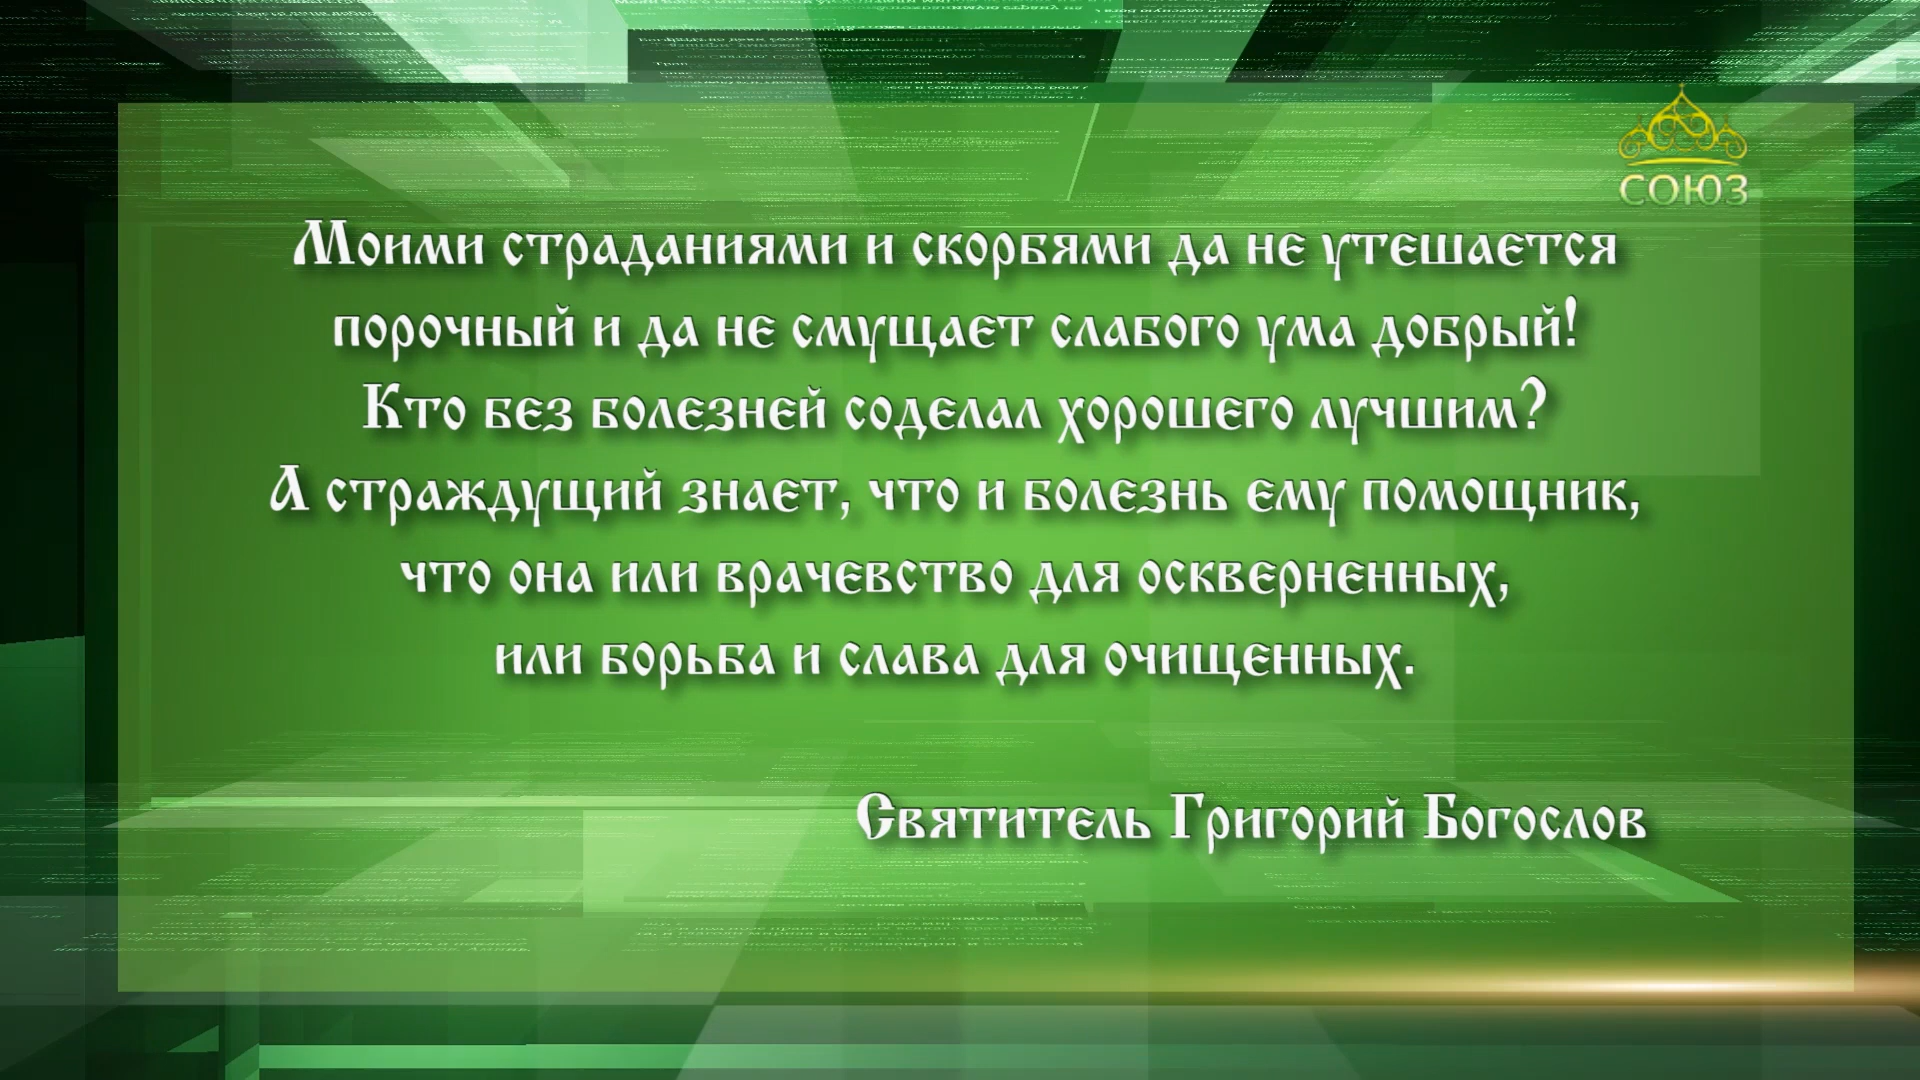 СОЮЗ
Моими страданиями и скорбями да не утешается
порочный и да не смущает слабого ума добрый!
Кто без болезней соделал хорошего лучшим?
А страждущий знает, что и болезнь ему помощник,
что она или врачевство для оскверненных,
или борьба и слава для очищенных.
Святитель Григорий Богослов